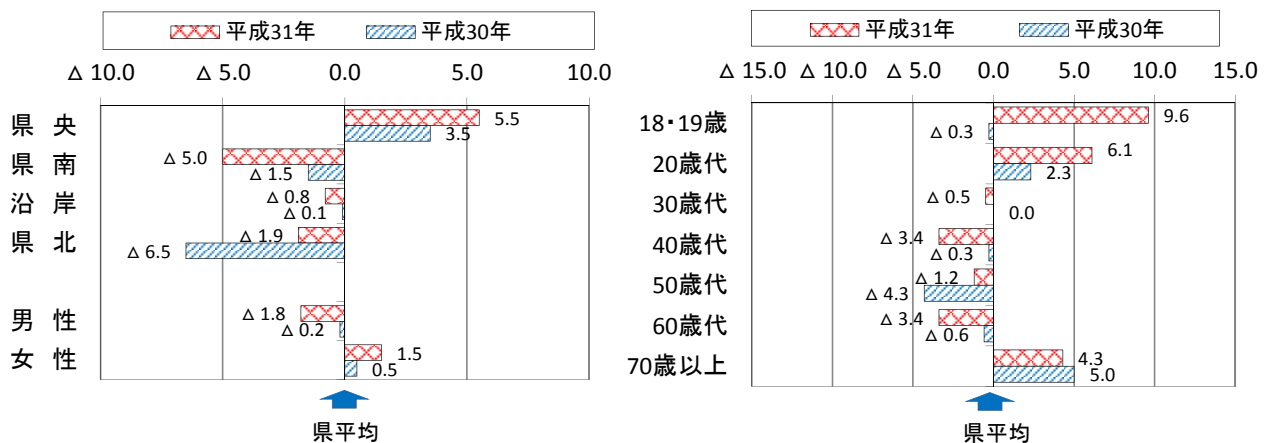 平成31年 平成30年
△ 10.0 △ 5.0 0.0 5.0 10.0
県 央 5.5
3.5
県 南 △ 5.0
△ 1.5
沿 岸 △ 0.8
△ 0.1
県 北 △ 1.9
△ 6.5
男 性 △ 1.8
△ 0.2
女 性 1.5
0.5
県平均
平成31年 平成30年
△ 15.0 △ 10.0 △ 5.0 0.0 5.0 10.0 15.0
18・19歳 9.6
△ 0.3
20歳代 6.1
2.3
30歳代 △ 0.5
0.0
40歳代 △ 3.4
△ 0.3
50歳代 △ 1.2
△ 4.3
60歳代 △ 3.4
△ 0.6
70歳以上 4.3
5.0
県平均